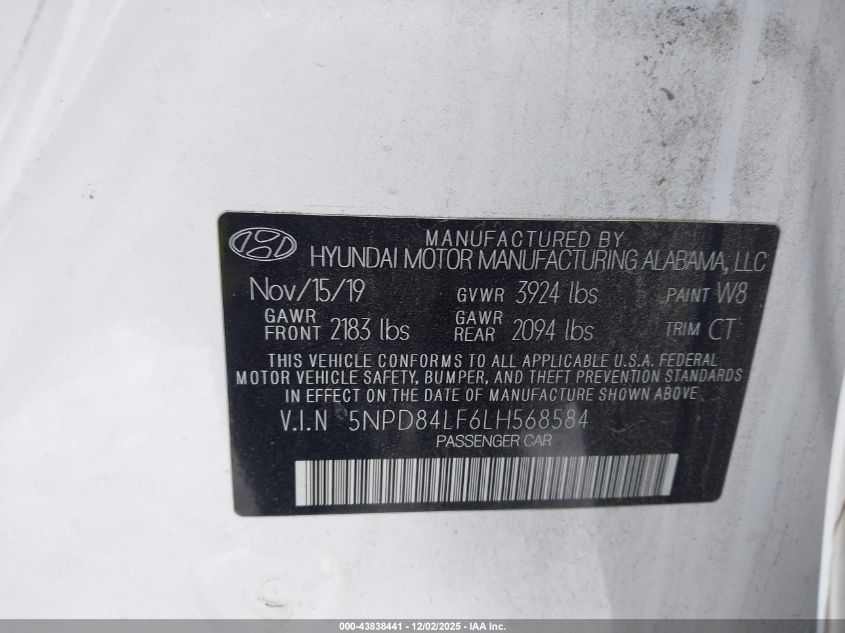 MANUFACTURED BY
HYUNDAI MOTOR MANUFACTURING ALABAMA, LLC
Nov/15/19 GVWR 3924 lbs PAINT W8
GAWR FRONT 2183 lbs GAWR REAR 2094 lbs TRIM CT
THIS VEHICLE CONFORMS TO ALL APPLICABLE U.S.A. FEDERAL
MOTOR VEHICLE SAFETY, BUMPER, AND THEFT PREVENTION STANDARDS
IN EFFECT ON THE DATE OF MANUFACTURE SHOWN ABOVE.
V.I.N 5NPD84LF6LH568584
PASSENGER CAR
000-43838441 - 12/02/2025 - IAA Inc.